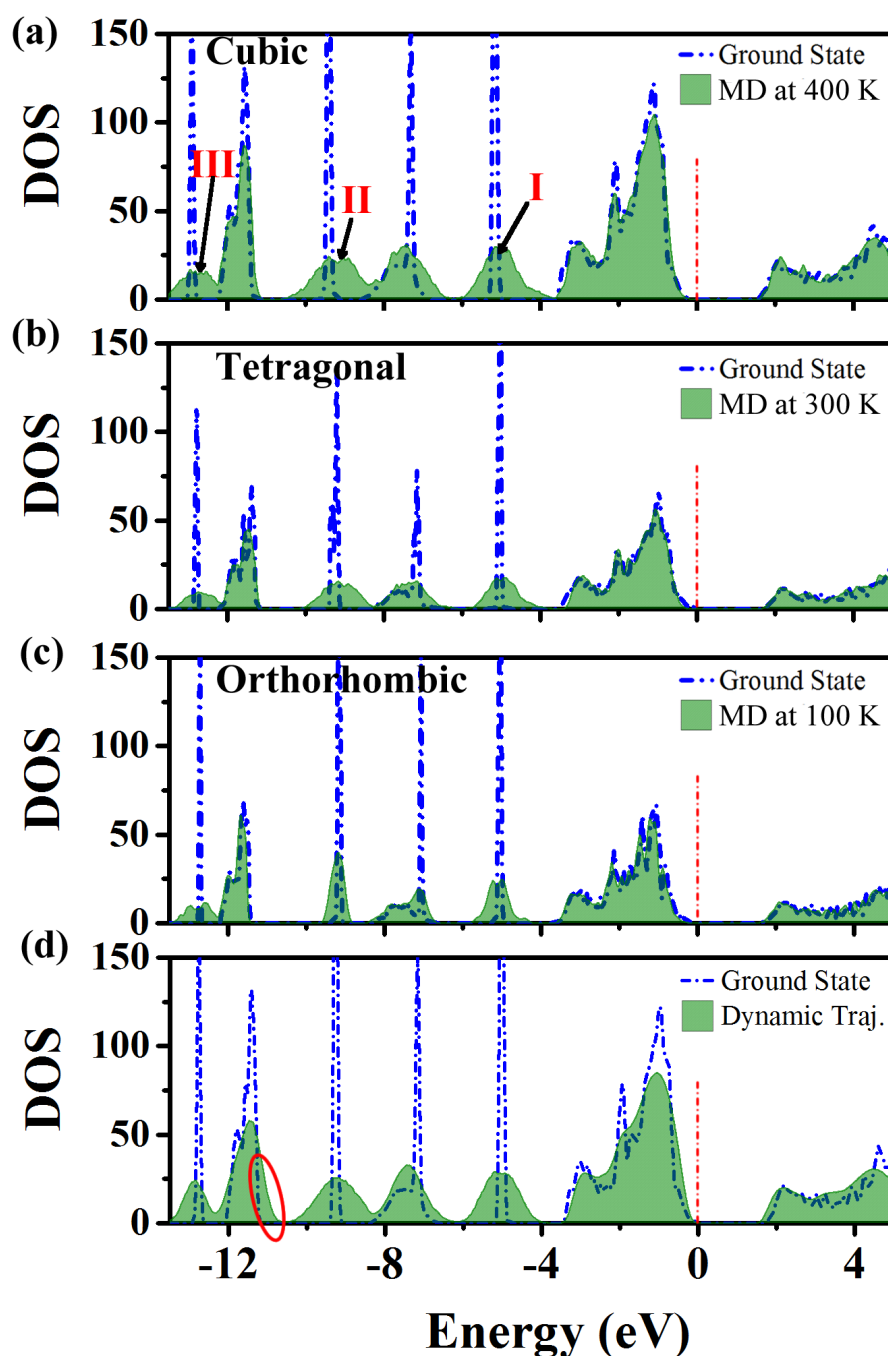 (a)
150
100
50
0
DOS
Cubic
Ground State
MD at 400 K
III
II
I
(b)
150
100
50
0
DOS
Tetragonal
Ground State
MD at 300 K
(c)
150
100
50
0
DOS
Orthorhombic
Ground State
MD at 100 K
(d)
150
100
50
0
DOS
Ground State
Dynamic Traj.
-12 -8 -4 0 4
Energy (eV)